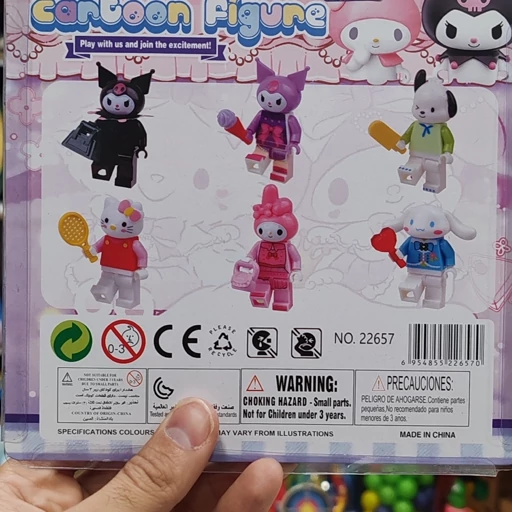 cartoon figure
Play with us and join the excitement!
0-3
CE
PLEASE
RECYCLE
NO. 22657
6 954855 226570
WARNING:
CHOKING HAZARD - Small parts.
Not for Children under 3 years.
PRECAUCIONES:
PELIGRO DE AHOGARSE.Contiene partes
pequeñas,No recomendado para niños
menores de 3 anos.
SPECIFICATIONS COLOURS
MAY VARY FROM ILLUSTRATIONS
MADE IN CHINA